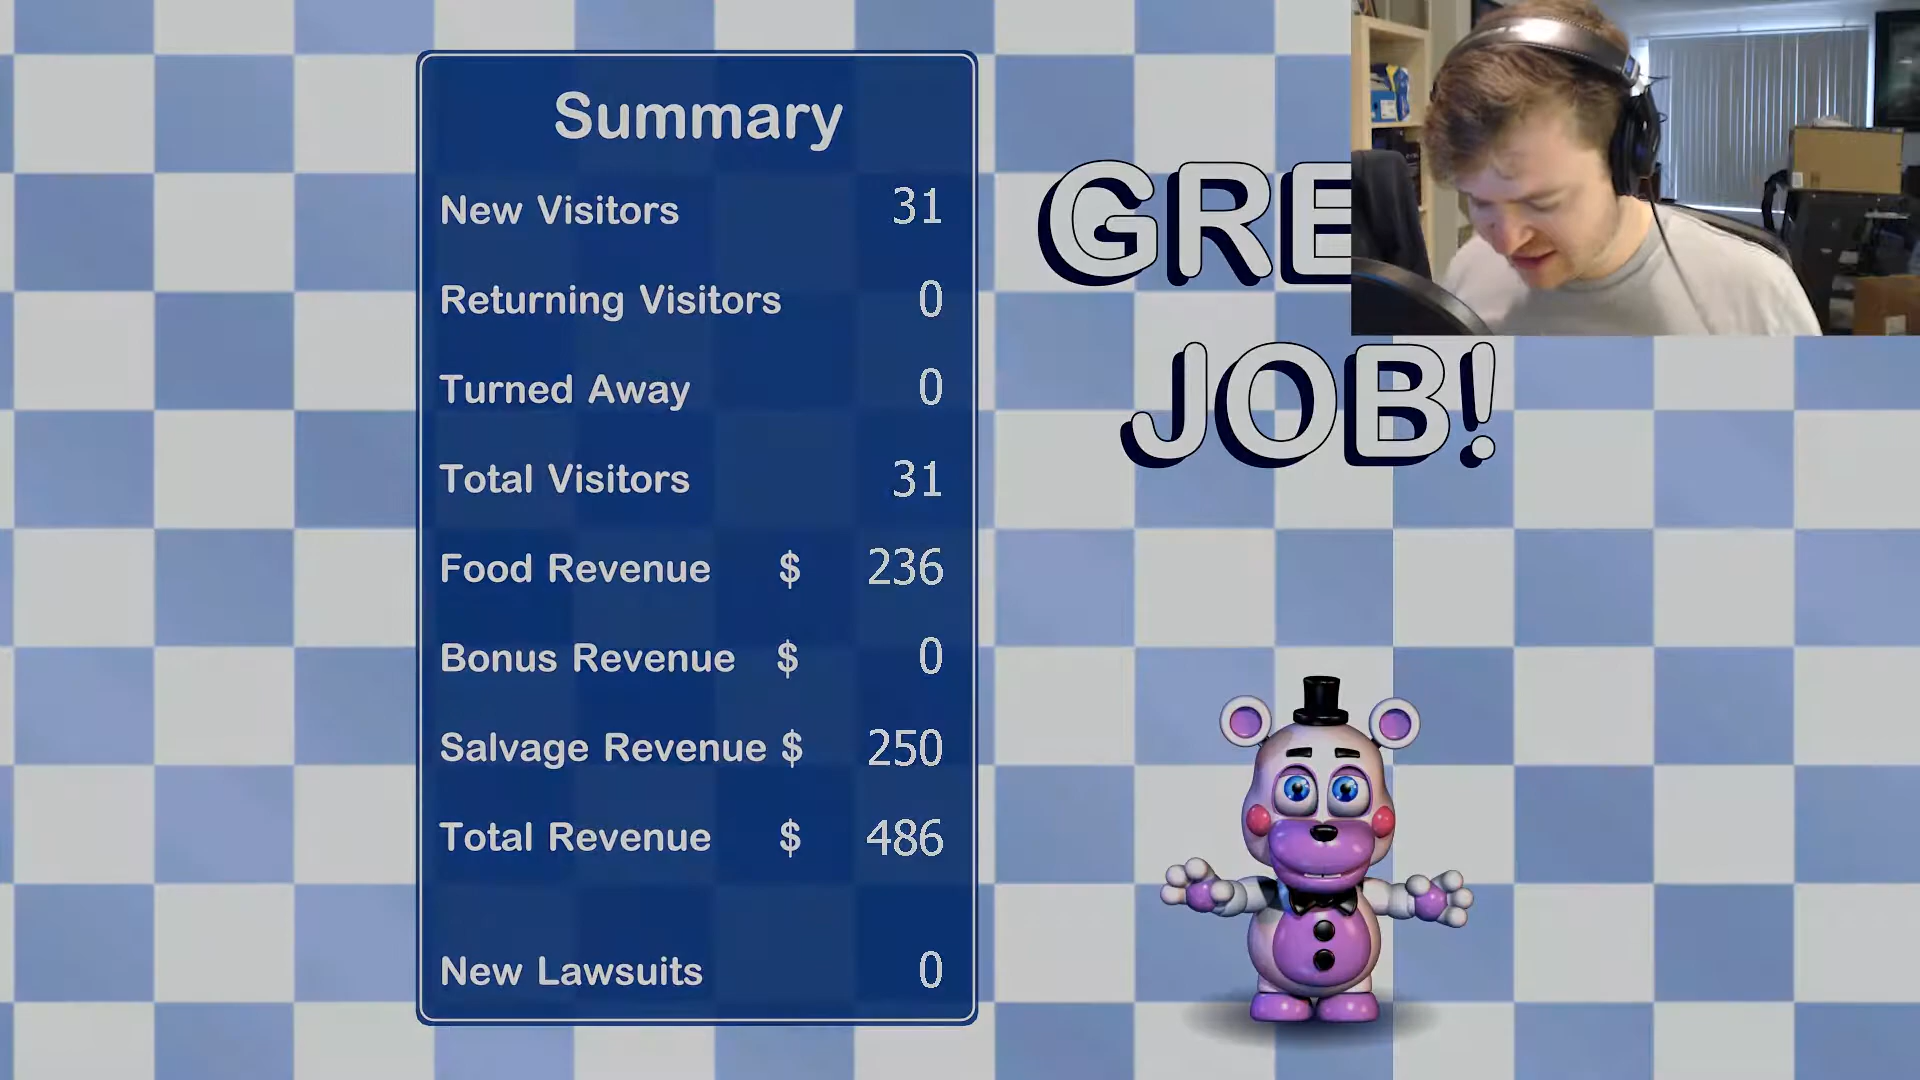 Summary
New Visitors 31
Returning Visitors 0
Turned Away 0
Total Visitors 31
Food Revenue $ 236
Bonus Revenue $ 0
Salvage Revenue $ 250
Total Revenue $ 486
New Lawsuits 0
GRE
JOB!